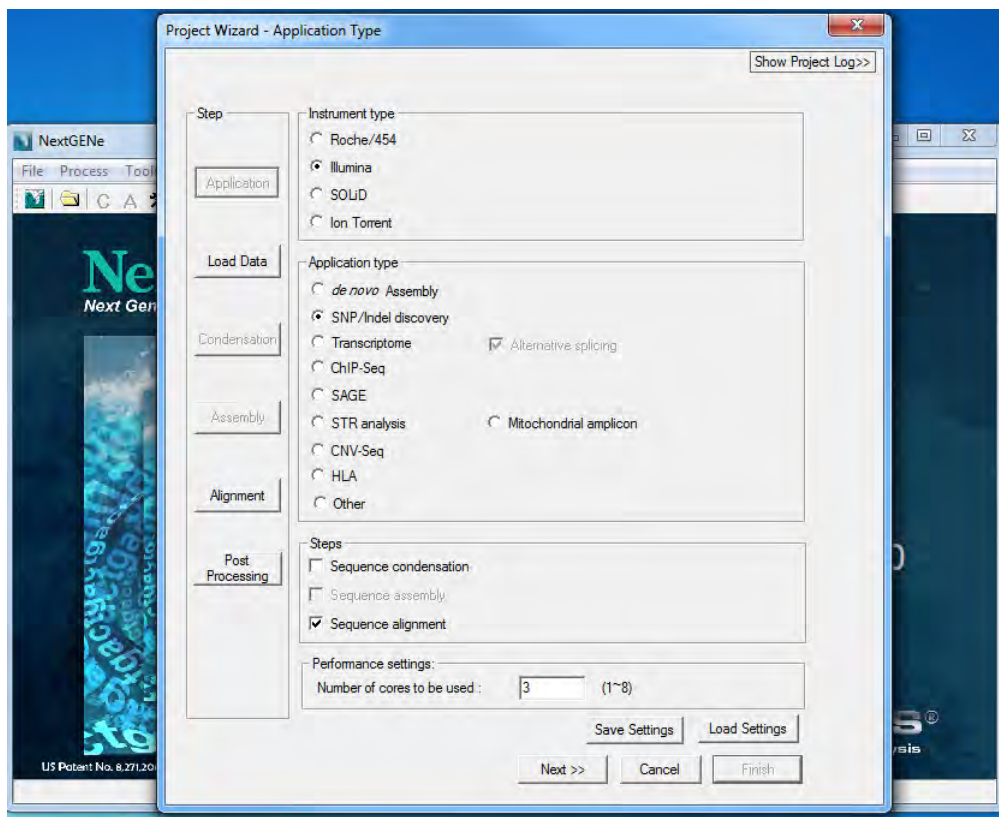 Project Wizard - Application Type
Show Project Log>>
NextGENe
File Process Tool
C A
Ne
Next Gen
US Patent No. 8,271,20
Step
Application
Load Data
Condensation
Assembly
Alignment
Post
Processing
Instrument type
Roche/454
Illumina
SOLiD
Ion Torrent
Application type
de novo Assembly
SNP/Indel discovery
Transcriptome
Alternative splicing
ChIP-Seq
SAGE
STR analysis
Mitochondrial amplicon
CNV-Seq
HLA
Other
Steps
Sequence condensation
Sequence assembly
Sequence alignment
Performance settings:
Number of cores to be used : 3 (1~8)
Save Settings
Load Settings
Next >>
Cancel
Finish
S®
ysis